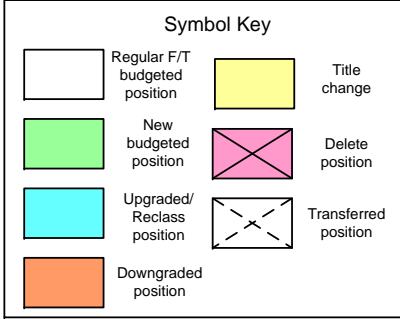 Symbol Key
Regular F/T
budgeted
position
New
budgeted
position
Upgraded/
Reclass
position
Downgraded
position
Title
change
Delete
position
Transferred
position